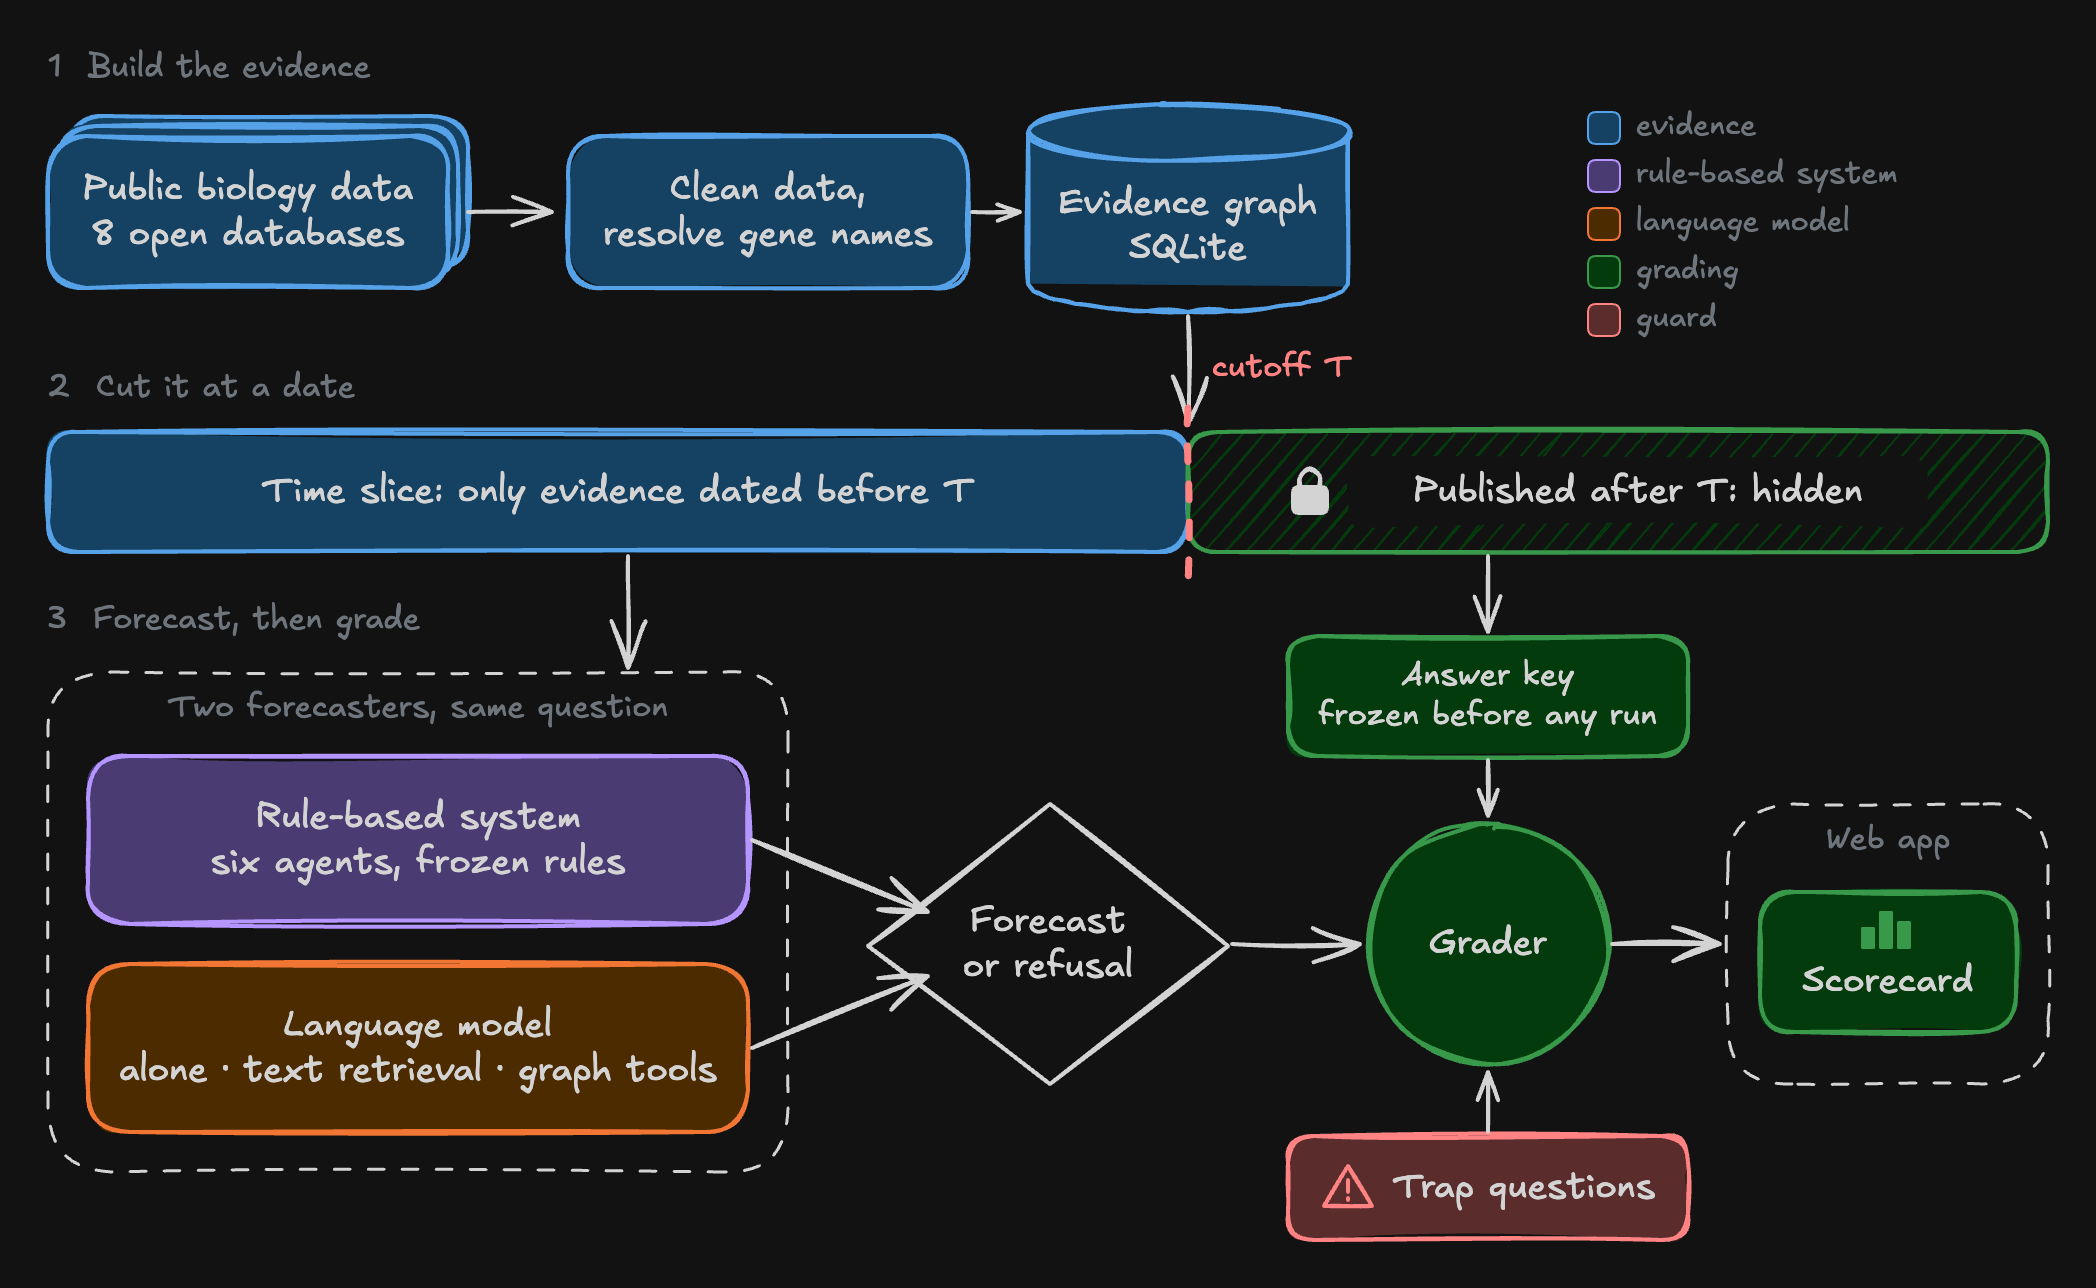 1 Build the evidence
Public biology data
8 open databases
Clean data,
resolve gene names
Evidence graph
SQLite
evidence
rule-based system
language model
grading
guard
cutoff T
2 Cut it at a date
Time slice: only evidence dated before T
Published after T: hidden
3 Forecast, then grade
Two forecasters, same question
Rule-based system
six agents, frozen rules
Language model
alone · text retrieval · graph tools
Forecast
or refusal
Answer key
frozen before any run
Grader
Web app
Scorecard
Trap questions